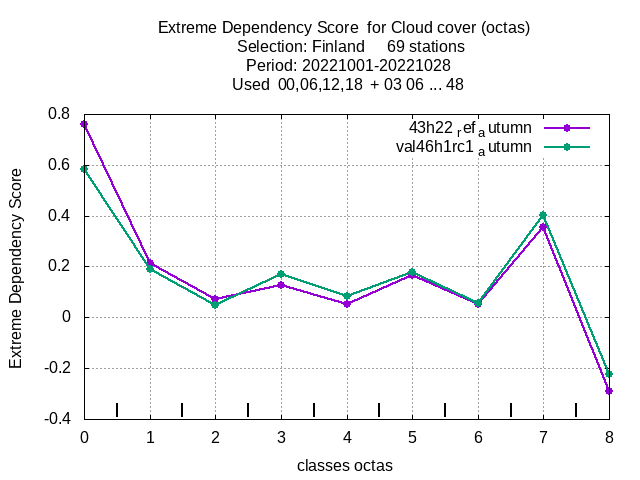 Extreme Dependency Score  for Cloud cover (octas)
Selection: Finland     69 stations
Period: 20221001-20221028
Used  00,06,12,18  + 03 06 ... 48
43h22 ref a utumn
val46h1rc1 a utumn
Extreme Dependency Score
0.8
0.6
0.4
0.2
0
-0.2
-0.4
0 1 2 3 4 5 6 7 8
classes octas